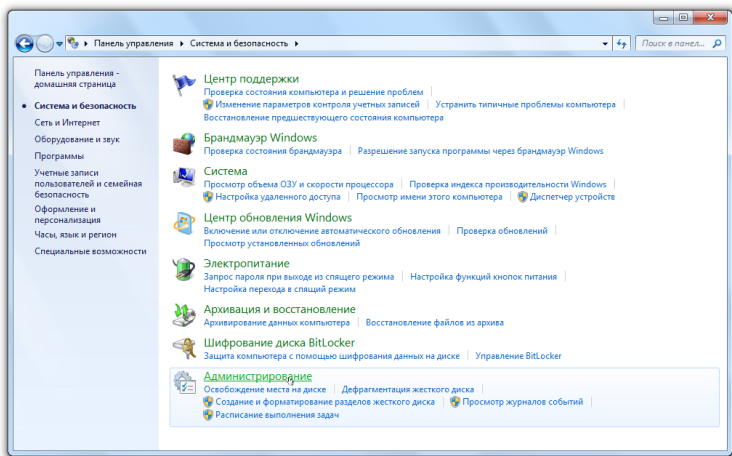 Панель управления ▸ Система и безопасность ▸
Поиск в панел...
Панель управления -
домашняя страница
Система и безопасность
Сеть и Интернет
Оборудование и звук
Программы
Учетные записи
пользователей и семейная
безопасность
Оформление и
персонализация
Часы, язык и регион
Специальные возможности
Центр поддержки
Проверка состояния компьютера и решение проблем
Изменение параметров контроля учетных записей | Устранить типичные проблемы компьютера
Восстановление предшествующего состояния компьютера
Брандмауэр Windows
Проверка состояния брандмауэра | Разрешение запуска программы через брандмауэр Windows
Система
Просмотр объема ОЗУ и скорости процессора | Проверка индекса производительности Windows
Настройка удаленного доступа | Просмотр имени этого компьютера | Диспетчер устройств
Центр обновления Windows
Включение или отключение автоматического обновления | Проверка обновлений
Просмотр установленных обновлений
Электропитание
Запрос пароля при выходе из спящего режима | Настройка функций кнопок питания
Настройка перехода в спящий режим
Архивация и восстановление
Архивирование данных компьютера | Восстановление файлов из архива
Шифрование диска BitLocker
Защита компьютера с помощью шифрования данных на диске | Управление BitLocker
Администрирование
Освобождение места на диске | Дефрагментация жесткого диска
Создание и форматирование разделов жесткого диска | Просмотр журналов событий
Расписание выполнения задач